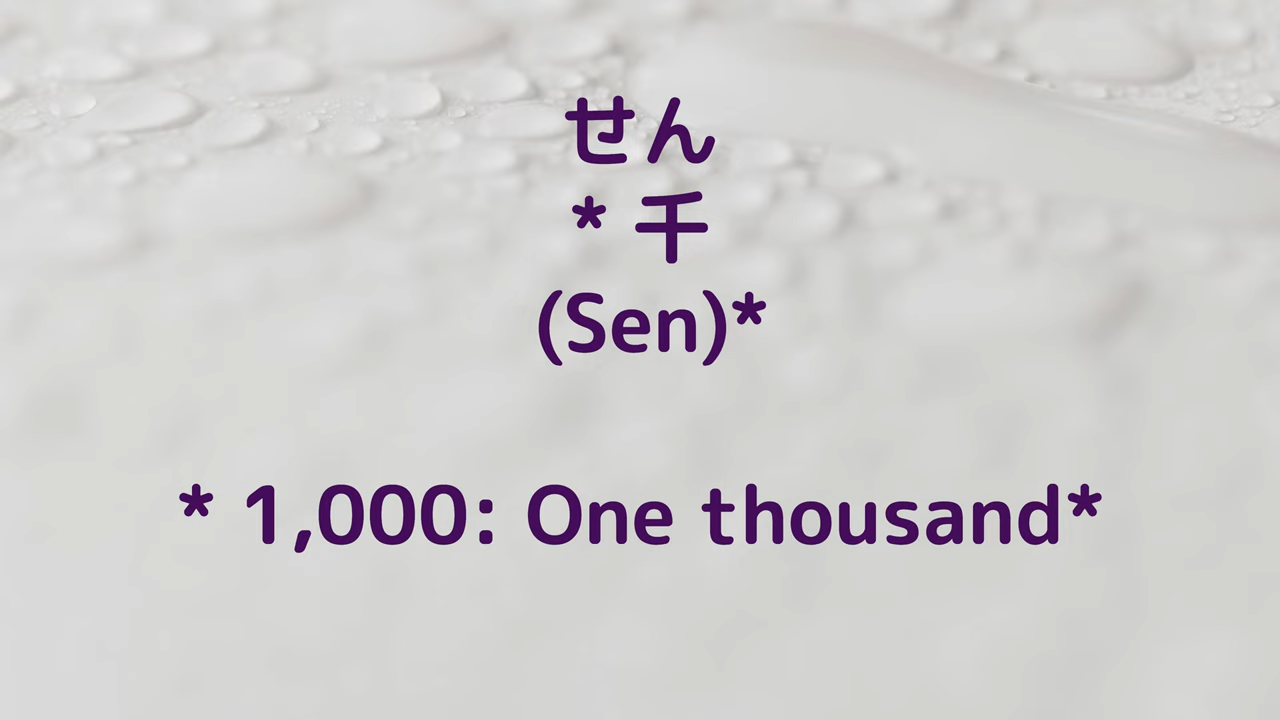 せん
* 千
(Sen)*
* 1,000: One thousand*